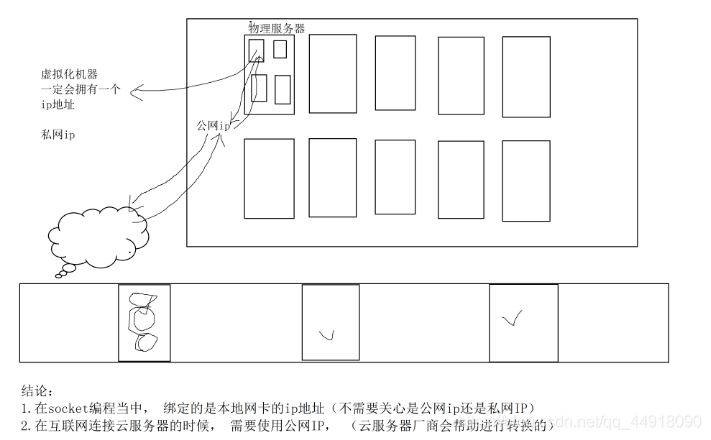 物理服务器
虚拟化机器
一定会拥有一个
ip地址
公网ip
私网ip
结论：
1.在socket编程当中， 绑定的是本地网卡的ip地址（不需要关心是公网ip还是私网IP）
2.在互联网连接云服务器的时候， 需要使用公网IP， （云服务器厂商会帮助进行转换的）
csdn.net/qq_44918090